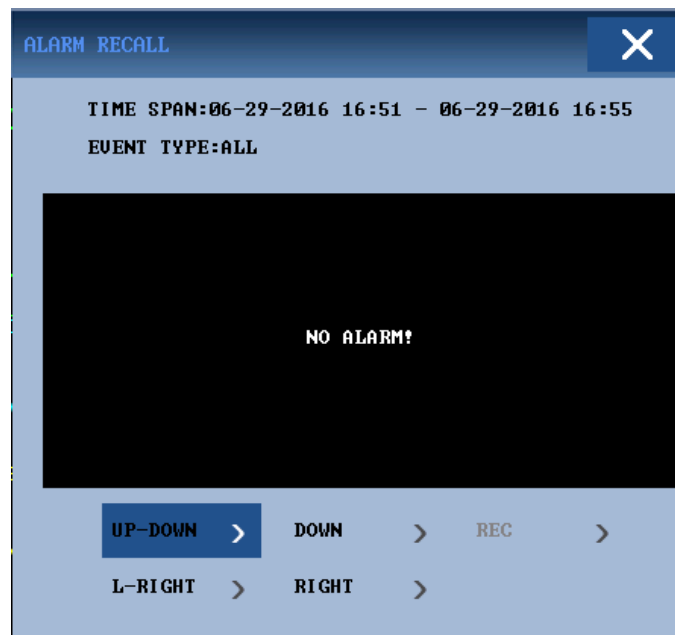 ALARM RECALL
TIME SPAN:06-29-2016 16:51 - 06-29-2016 16:55
EVENT TYPE:ALL
NO ALARM!
UP-DOWN DOWN REC
L-RIGHT RIGHT